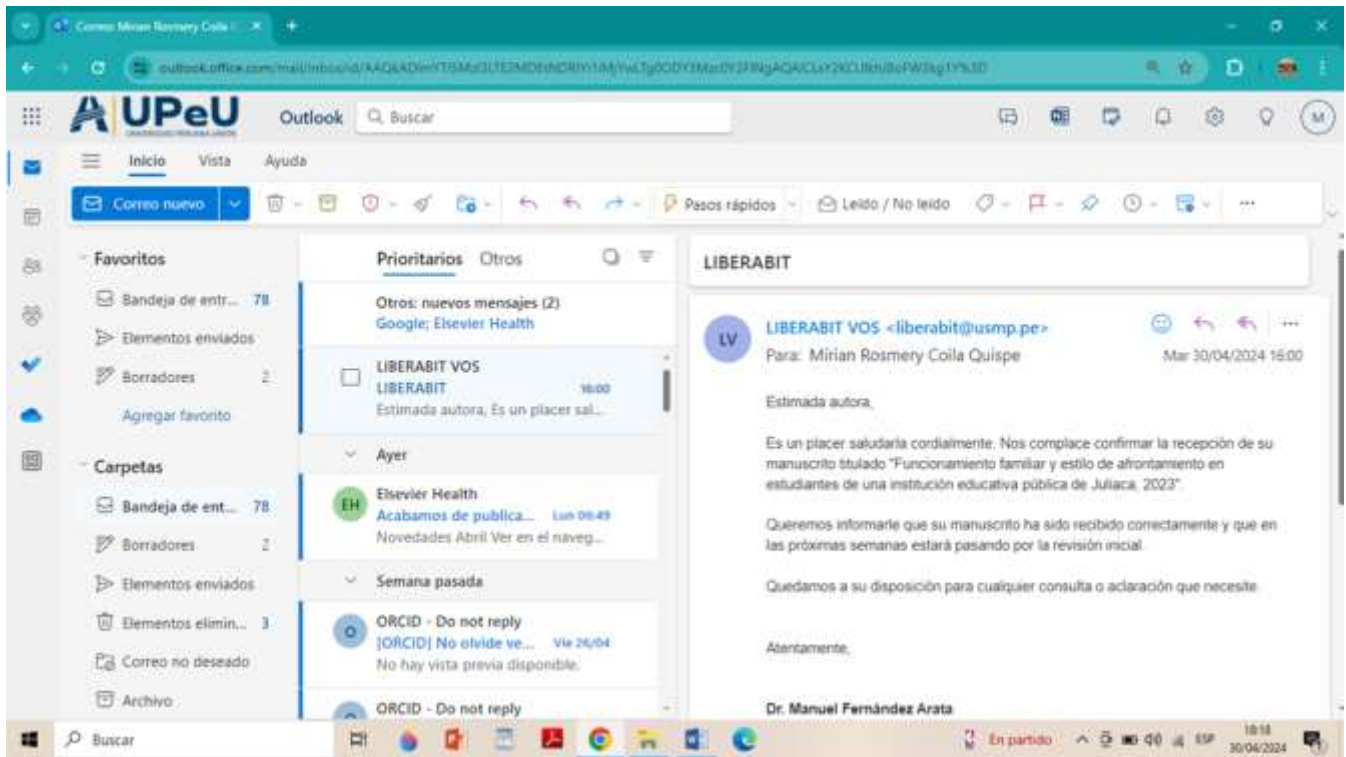 Correo: Mirian Rosmery Coila
UPeU
Outlook
Buscar
Inicio Vista Ayuda
Correo nuevo
Pasos rápidos
Leído / No leído
Favoritos
Bandeja de entr... 78
Elementos enviados
Borradores 2
Agregar favorito
Carpetas
Bandeja de ent... 78
Borradores 2
Elementos enviados
Elementos elimin... 3
Correo no deseado
Archivo
Prioritarios Otros
Otros: nuevos mensajes (2)
Google; Elsevier Health
LIBERABIT VOS
LIBERABIT 16:00
Estimada autora, Es un placer sal...
Ayer
EH
Elsevier Health
Acabamos de publica... Lun 09:49
Novedades Abril Ver en el naveg...
Semana pasada
O
ORCID - Do not reply
[ORCID] No olvide ve... Vie 26/04
No hay vista previa disponible.
ORCID - Do not reply
LIBERABIT
LV
LIBERABIT VOS <liberabit@usmp.pe>
Para: Mirian Rosmery Coila Quispe
Mar 30/04/2024 16:00
Estimada autora,
Es un placer saludarla cordialmente. Nos complace confirmar la recepción de su
manuscrito titulado "Funcionamiento familiar y estilo de afrontamiento en
estudiantes de una institución educativa pública de Juliaca, 2023".
Queremos informarle que su manuscrito ha sido recibido correctamente y que en
las próximas semanas estará pasando por la revisión inicial.
Quedamos a su disposición para cualquier consulta o aclaración que necesite.
Atentamente,
Dr. Manuel Fernández Arata
M
Buscar
En partido
ESP
30/04/2024